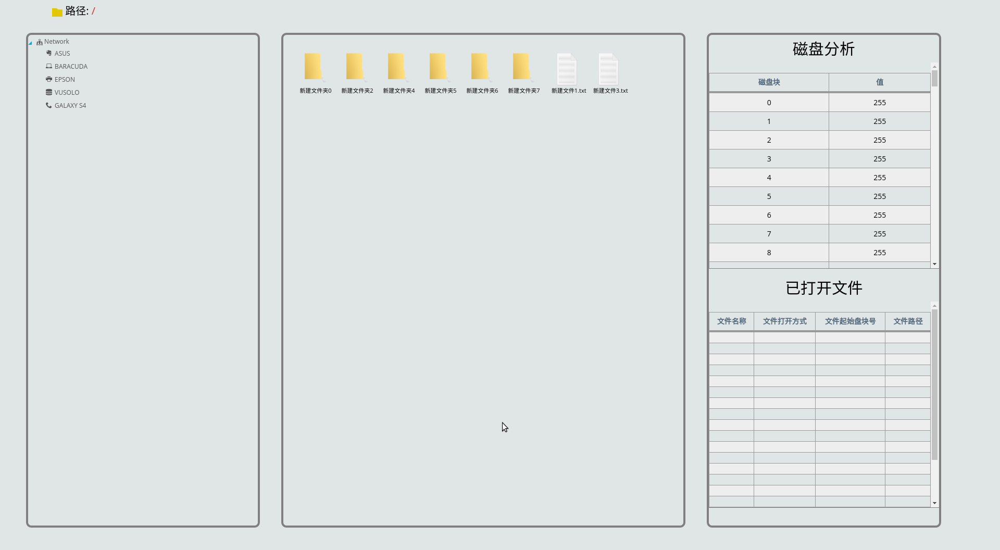 路径: /
Network
ASUS
BARACUDA
EPSON
VUSOLO
GALAXY S4
新建文件夹0 新建文件夹2 新建文件夹4 新建文件夹5 新建文件夹6 新建文件夹7 新建文件1.txt 新建文件3.txt
磁盘分析
磁盘块 值
0 255
1 255
2 255
3 255
4 255
5 255
6 255
7 255
8 255
已打开文件
文件名称 文件打开方式 文件起始盘块号 文件路径